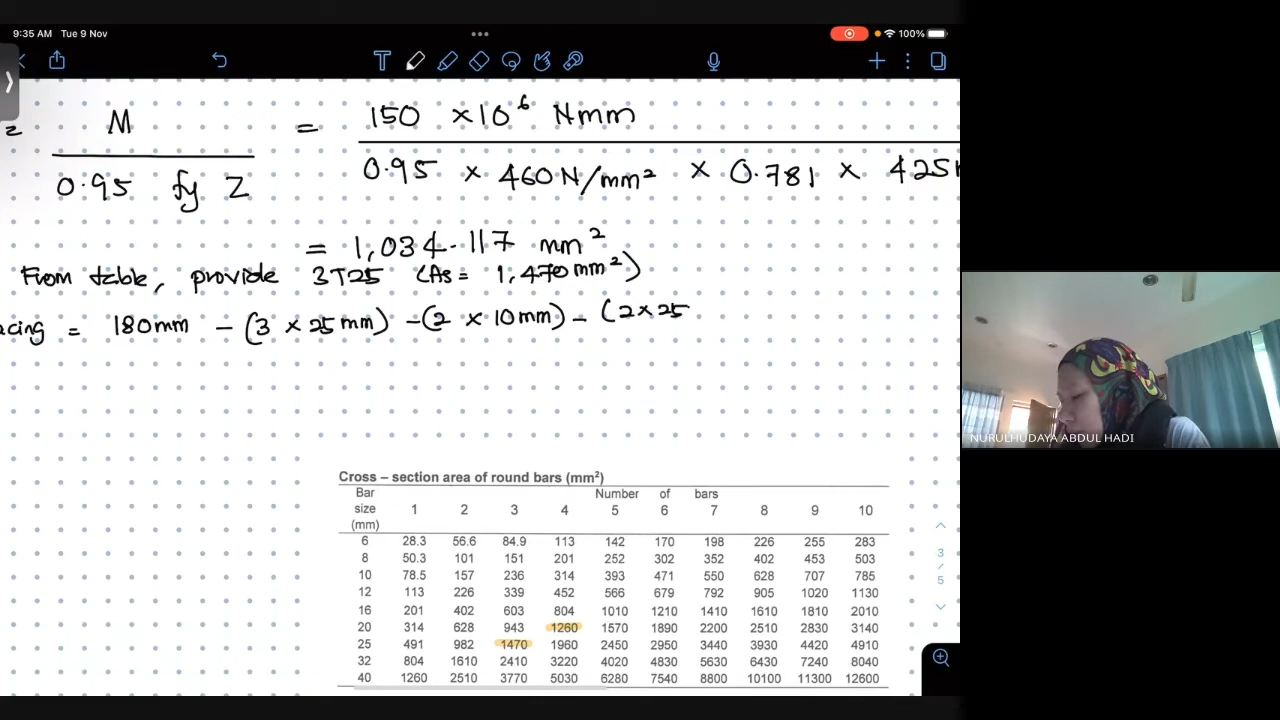 9:35 AM Tue 9 Nov 100%
M = 150 ×10⁶ Nmm
0.95 fy Z 0.95 × 460N/mm² × 0.781 × 425
= 1,034.117 mm²
From table, provide 3T25 (As = 1,470mm²)
acing = 180mm - (3 × 25mm) - (2 × 10mm) - (2×25
Cross – section area of round bars (mm²)
Bar size (mm) Number of bars
1 2 3 4 5 6 7 8 9 10
6 28.3 56.6 84.9 113 142 170 198 226 255 283
8 50.3 101 151 201 252 302 352 402 453 503
10 78.5 157 236 314 393 471 550 628 707 785
12 113 226 339 452 566 679 792 905 1020 1130
16 201 402 603 804 1010 1210 1410 1610 1810 2010
20 314 628 943 1260 1570 1890 2200 2510 2830 3140
25 491 982 1470 1960 2450 2950 3440 3930 4420 4910
32 804 1610 2410 3220 4020 4830 5630 6430 7240 8040
40 1260 2510 3770 5030 6280 7540 8800 10100 11300 12600
3 / 5
NURULHUDAYA ABDUL HADI